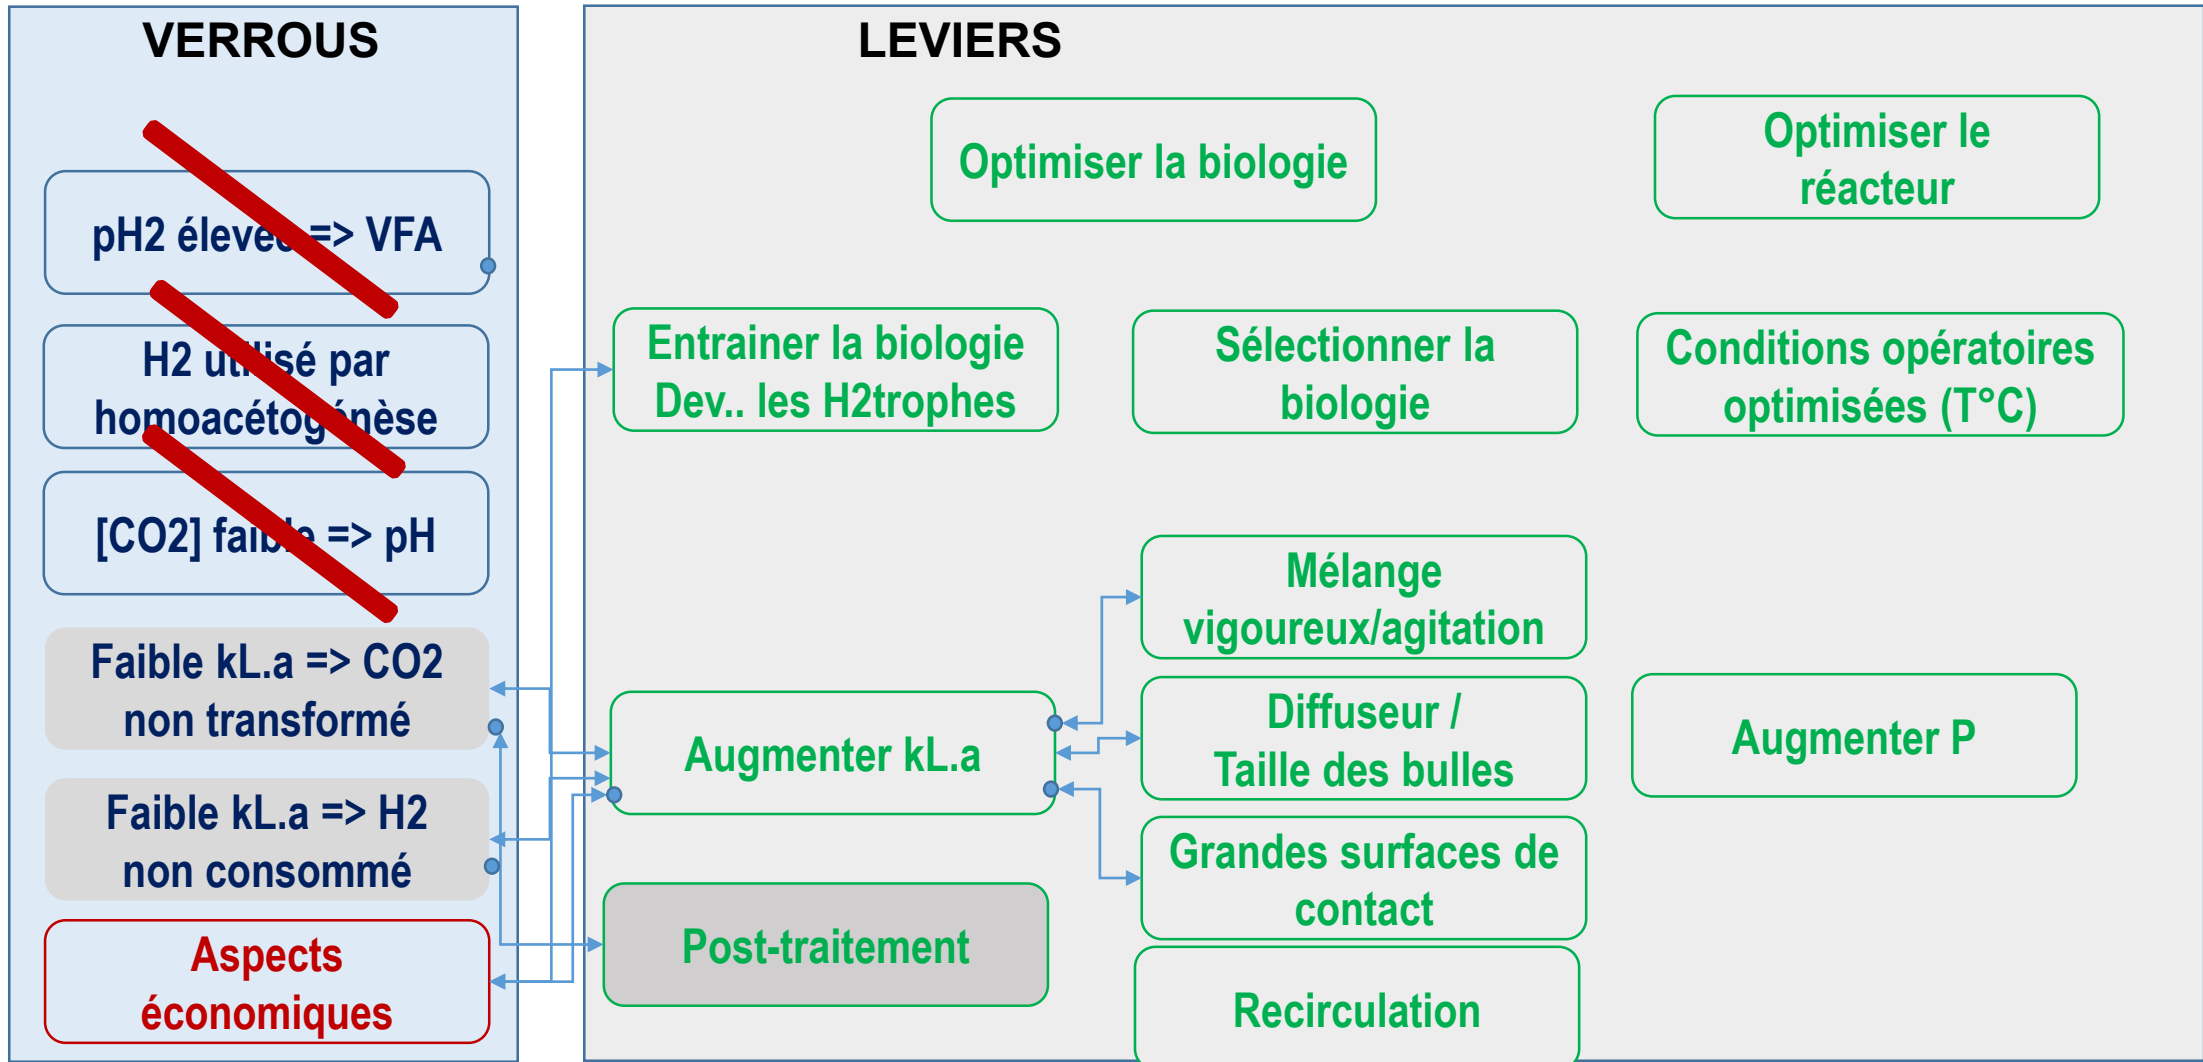 VERROUS
pH2 élevée => VFA
H2 utilisé par
homoacétogénèse
[CO2] faible => pH
Faible kL.a => CO2
non transformé
Faible kL.a => H2
non consommé
Aspects
économiques
LEVIERS
Optimiser la biologie
Optimiser le
réacteur
Entrainer la biologie
Dev.. les H2trophes
Sélectionner la
biologie
Conditions opératoires
optimisées (T°C)
Mélange
vigoureux/agitation
Augmenter kL.a
Diffuseur /
Taille des bulles
Augmenter P
Grandes surfaces de
contact
Post-traitement
Recirculation